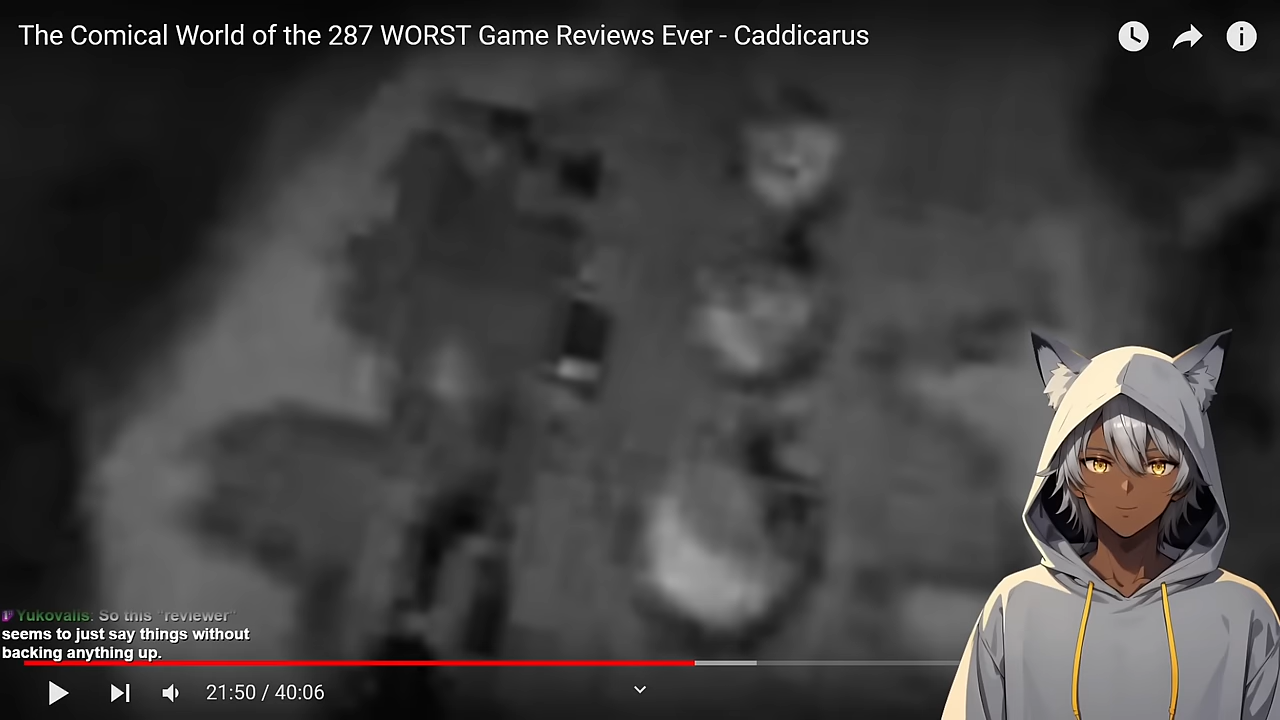 The Comical World of the 287 WORST Game Reviews Ever - Caddicarus
Yukovalis: So this "reviewer"
seems to just say things without
backing anything up.
21:50 / 40:06